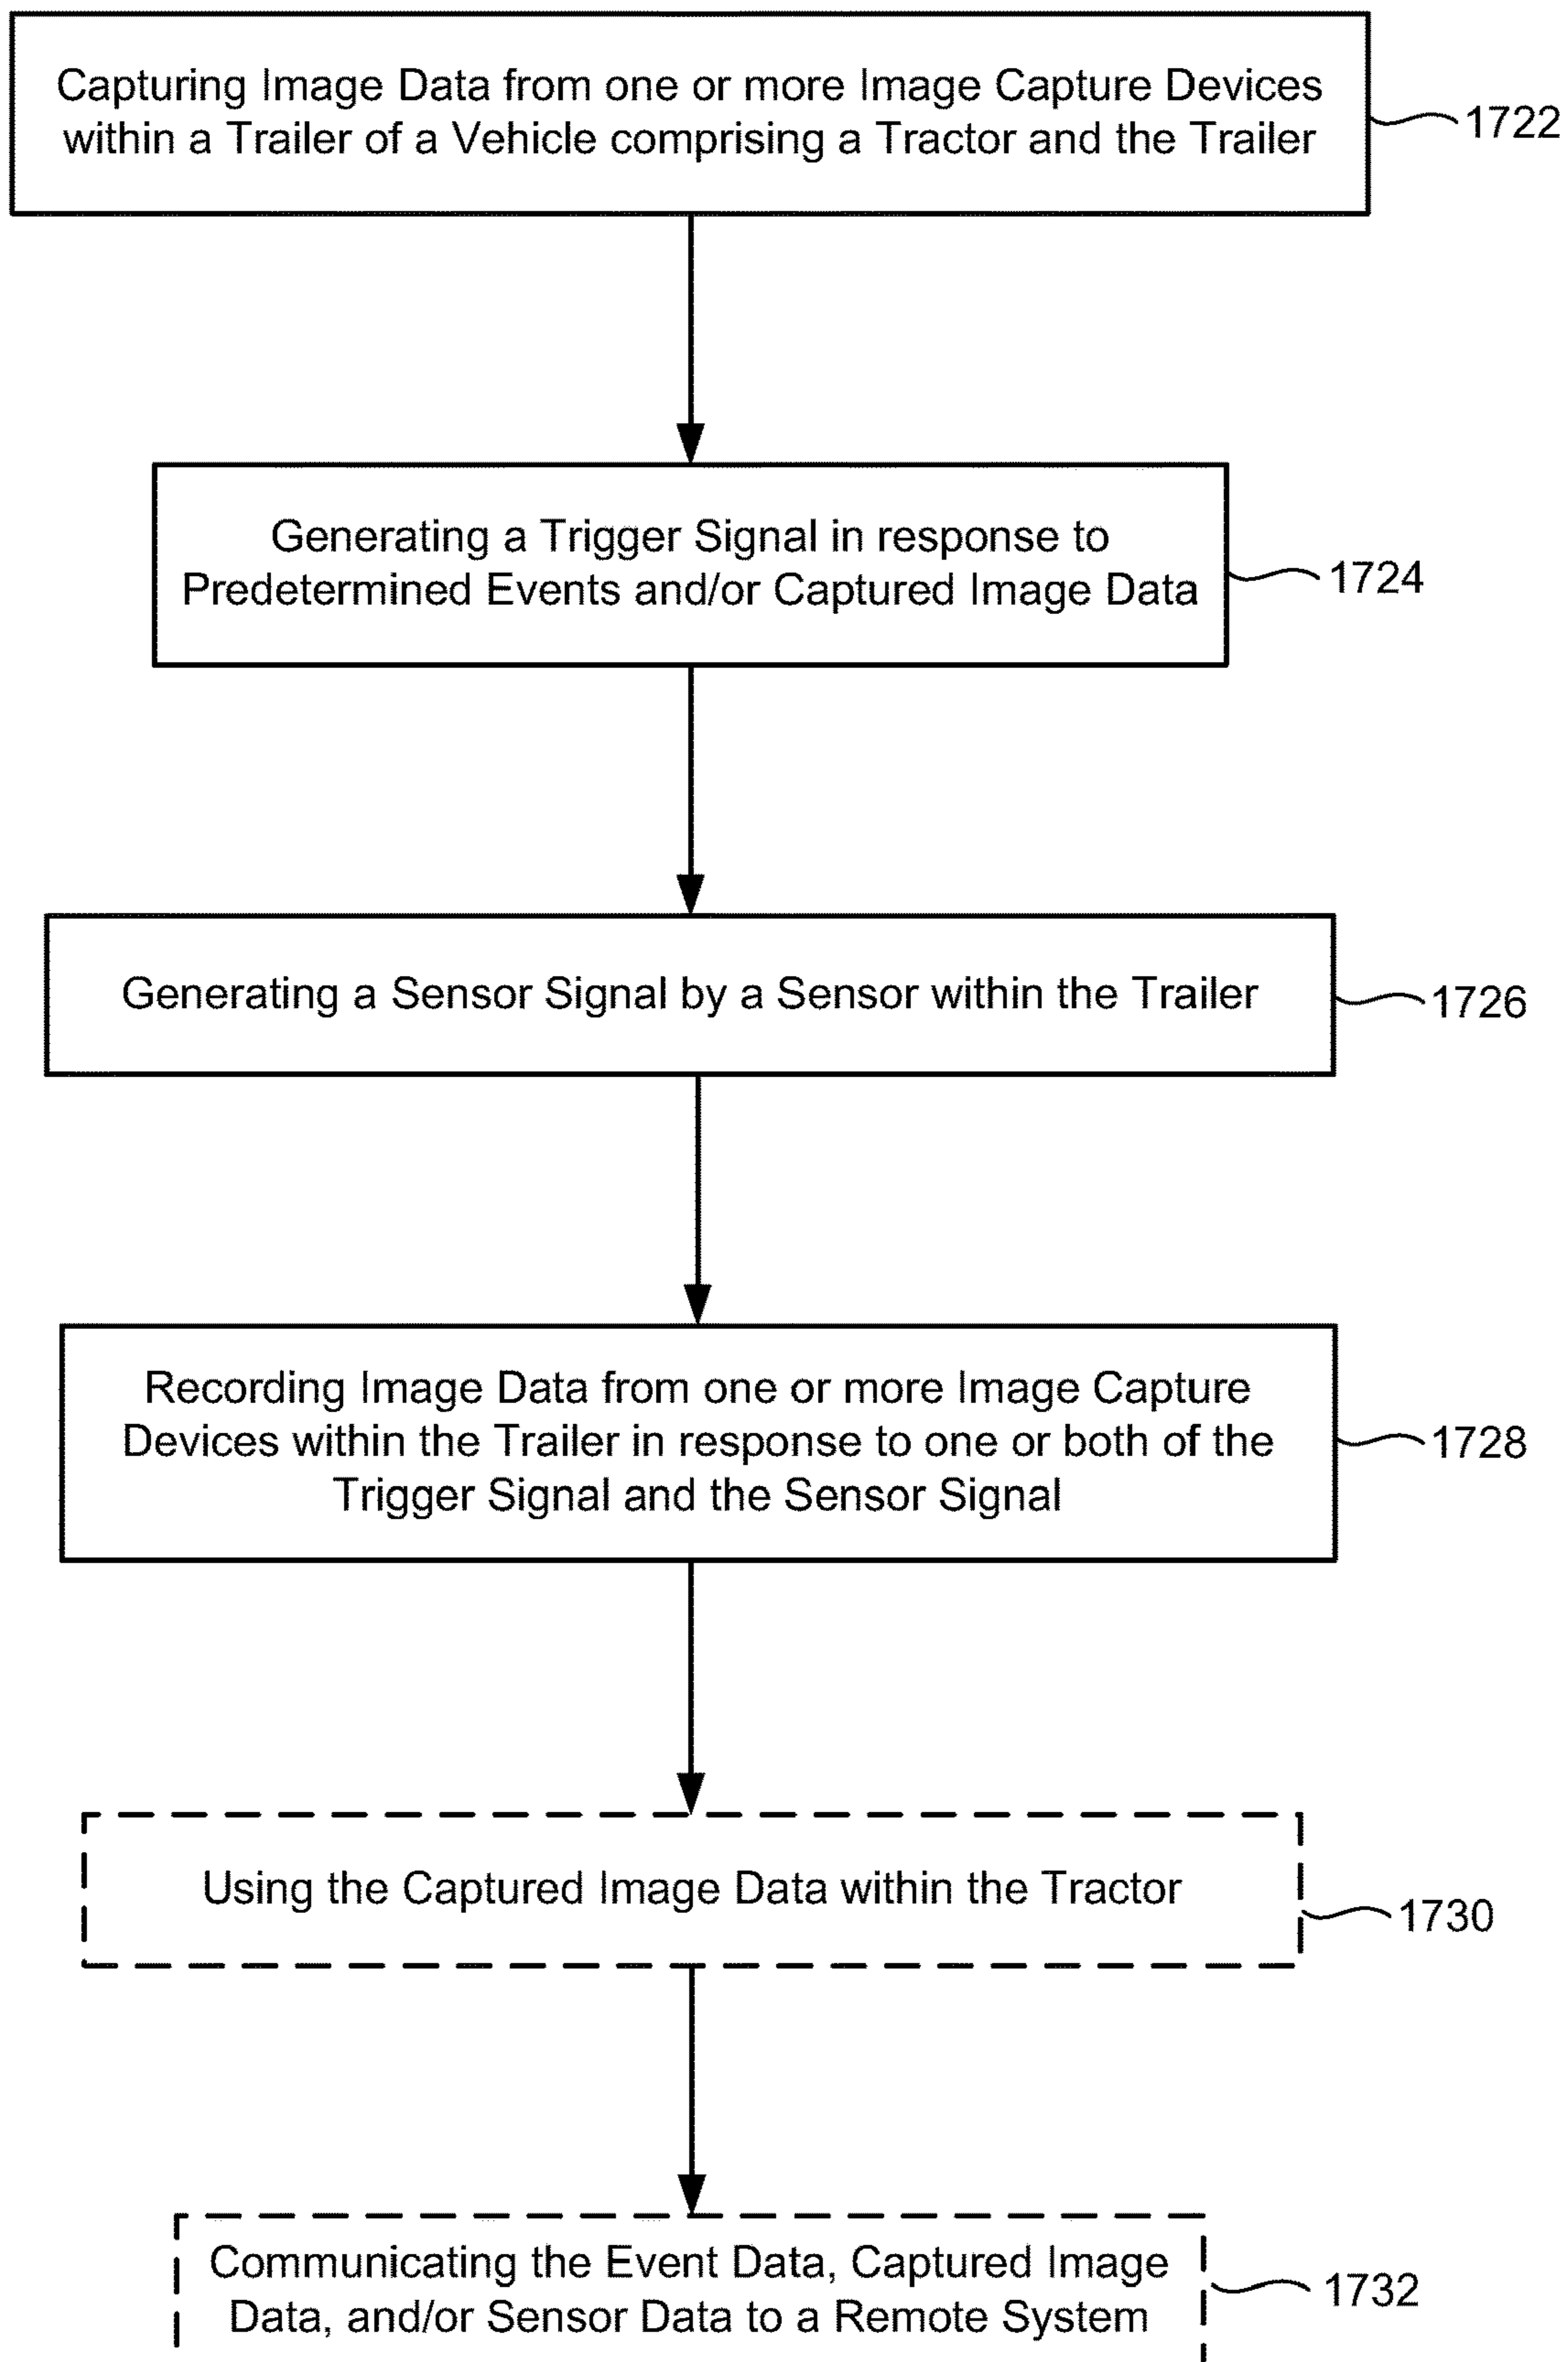 Capturing Image Data from one or more Image Capture Devices
within a Trailer of a Vehicle comprising a Tractor and the Trailer
1722
Generating a Trigger Signal in response to
Predetermined Events and/or Captured Image Data
1724
Generating a Sensor Signal by a Sensor within the Trailer
1726
Recording Image Data from one or more Image Capture
Devices within the Trailer in response to one or both of the
Trigger Signal and the Sensor Signal
1728
Using the Captured Image Data within the Tractor
1730
Communicating the Event Data, Captured Image
Data, and/or Sensor Data to a Remote System
1732